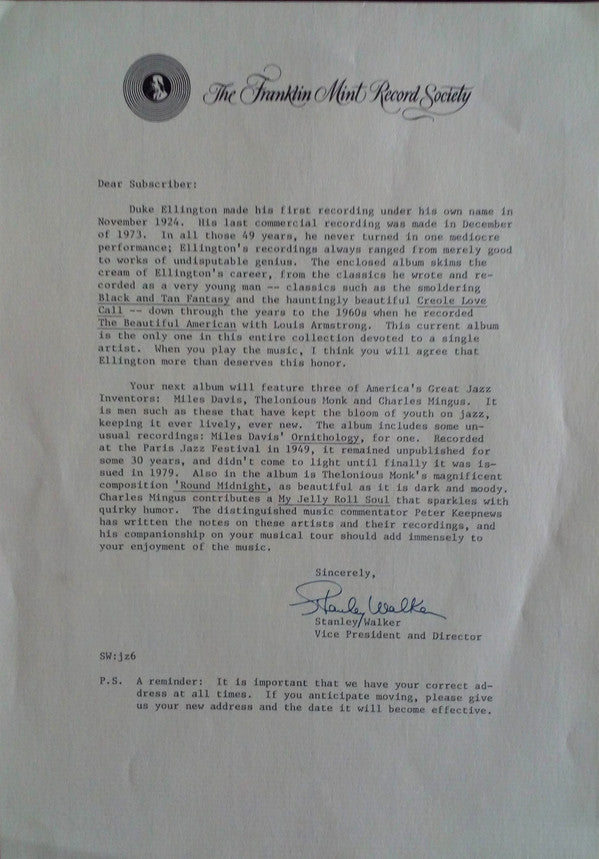 The Franklin Mint Record Society
Dear Subscriber:
Duke Ellington made his first recording under his own name in
November 1924. His last commercial recording was made in December
of 1973. In all those 49 years, he never turned in one mediocre
performance; Ellington's recordings always ranged from merely good
to works of undisputable genius. The enclosed album skims the
cream of Ellington's career, from the classics he wrote and re-
corded as a very young man -- classics such as the smoldering
Black and Tan Fantasy and the hauntingly beautiful Creole Love
Call -- down through the years to the 1960s when he recorded
The Beautiful American with Louis Armstrong. This current album
is the only one in this entire collection devoted to a single
artist. When you play the music, I think you will agree that
Ellington more than deserves this honor.
Your next album will feature three of America's Great Jazz
Inventors: Miles Davis, Thelonious Monk and Charles Mingus. It
is men such as these that have kept the bloom of youth on jazz,
keeping it ever lively, ever new. The album includes some un-
usual recordings: Miles Davis' Ornithology, for one. Recorded
at the Paris Jazz Festival in 1949, it remained unpublished for
some 30 years, and didn't come to light until finally it was is-
sued in 1979. Also in the album is Thelonious Monk's magnificent
composition 'Round Midnight, as beautiful as it is dark and moody.
Charles Mingus contributes a My Jelly Roll Soul that sparkles with
quirky humor. The distinguished music commentator Peter Keepnews
has written the notes on these artists and their recordings, and
his companionship on your musical tour should add immensely to
your enjoyment of the music.
Sincerely,
Stanley Walker
Stanley Walker
Vice President and Director
SW:jz6
P.S. A reminder: It is important that we have your correct ad-
dress at all times. If you anticipate moving, please give
us your new address and the date it will become effective.